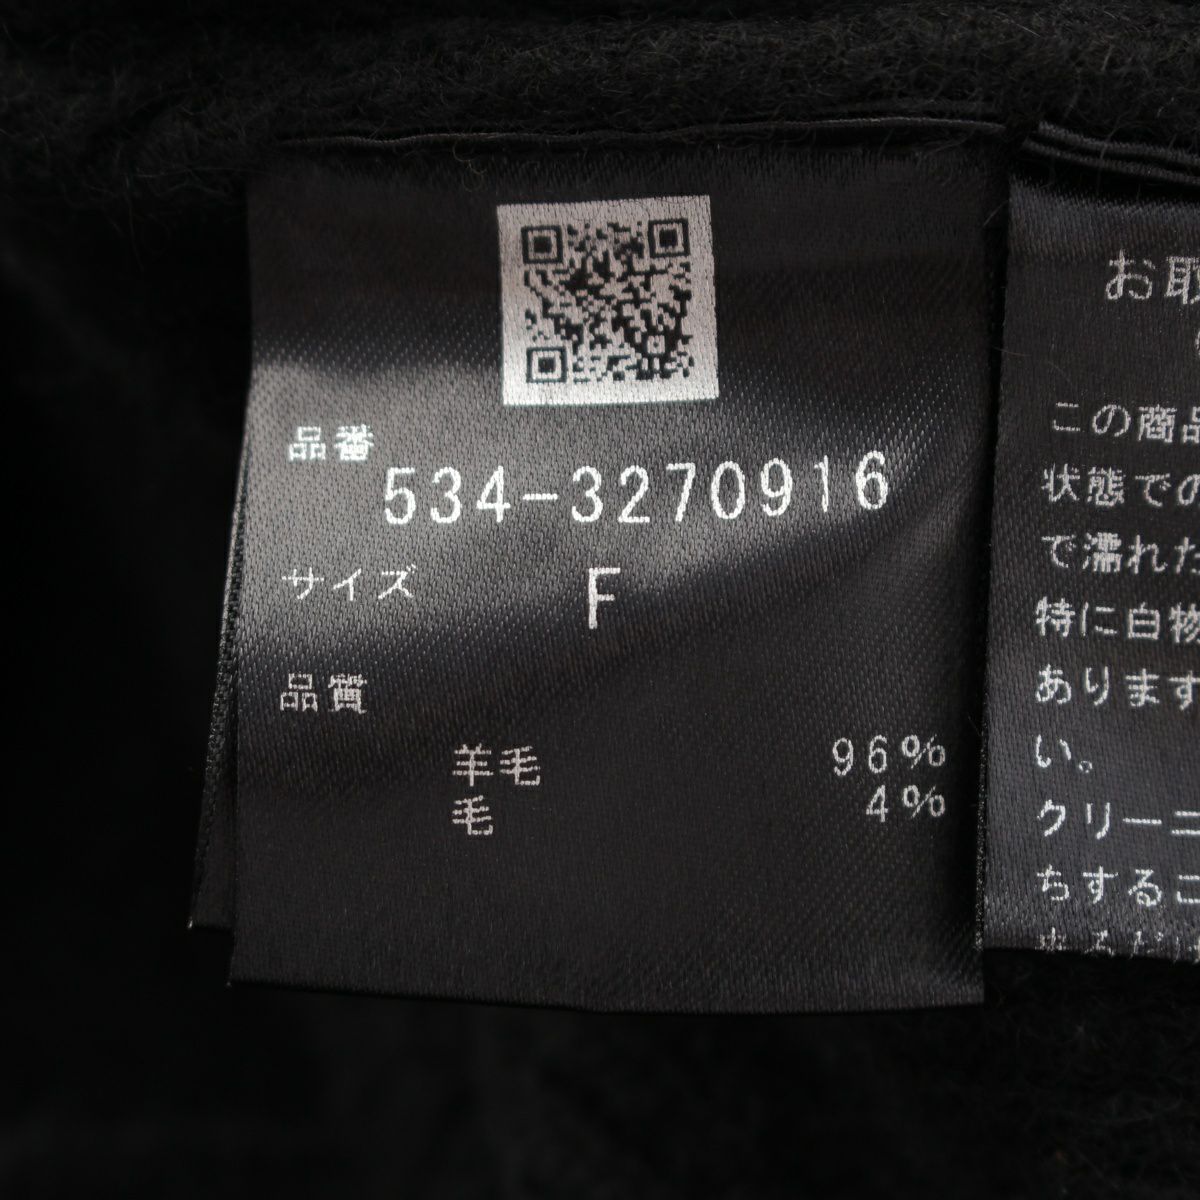 品番
534-3270916
サイズ F
品質
羊毛 96%
毛 4%
お取
この商品
状態での
で濡れた
特に白物
あります
い。
クリーニ
ちするこ